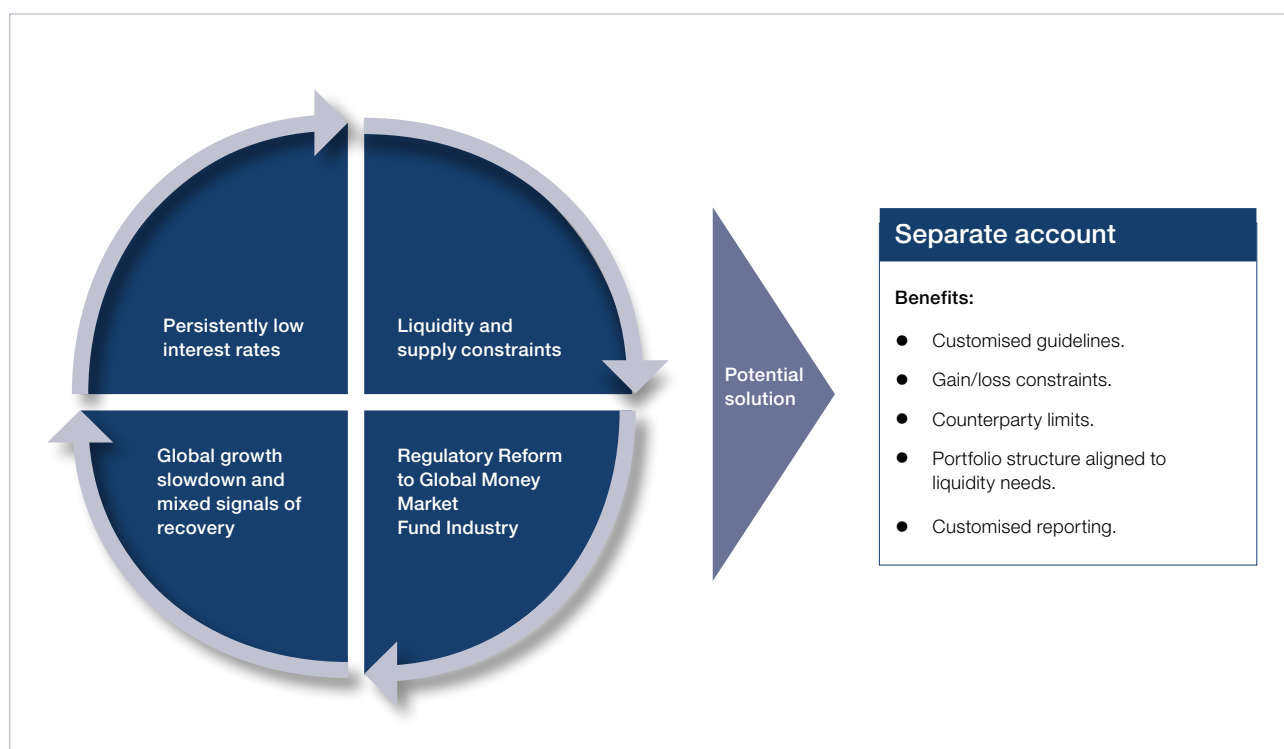 Persistently low
interest rates
Liquidity and
supply constraints
Global growth
slowdown and
mixed signals of
recovery
Regulatory Reform
to Global Money
Market
Fund Industry
Potential
solution
Separate account
Benefits:
● Customised guidelines.
● Gain/loss constraints.
● Counterparty limits.
● Portfolio structure aligned to
liquidity needs.
● Customised reporting.